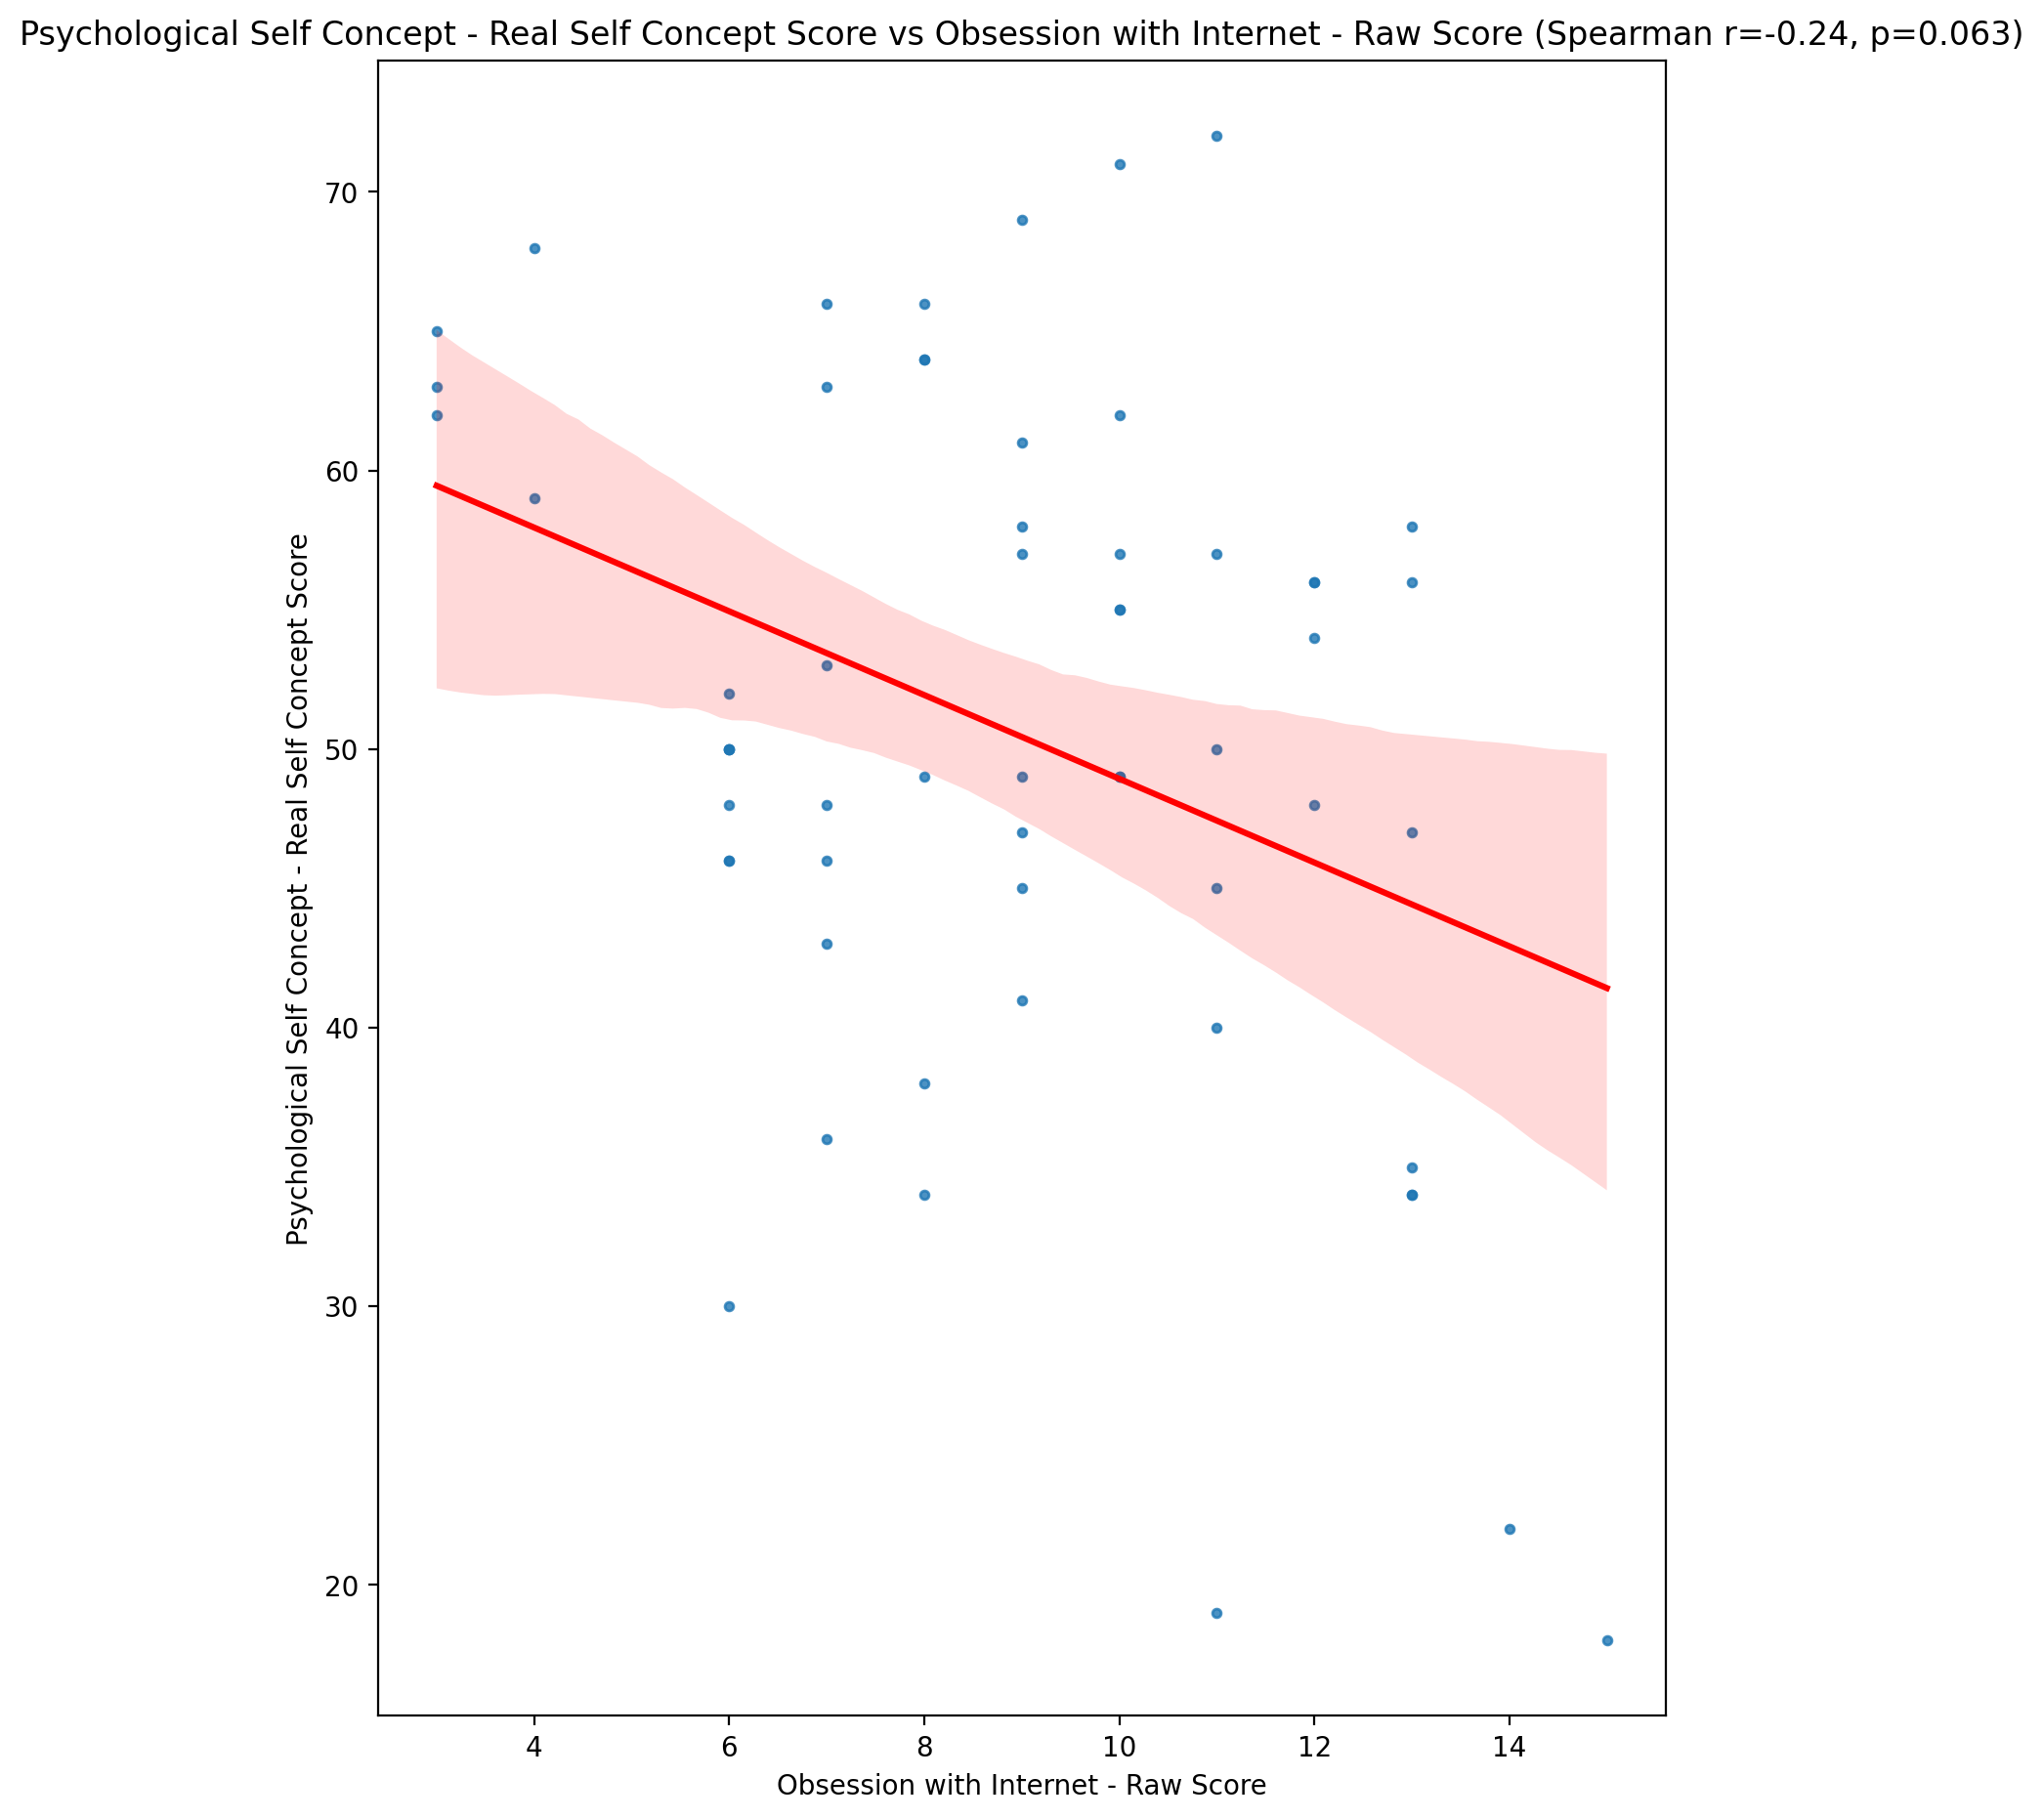 Psychological Self Concept - Real Self Concept Score vs Obsession with Internet - Raw Score (Spearman r=-0.24, p=0.063)
Psychological Self Concept - Real Self Concept Score
70
60
50
40
30
20
4 6 8 10 12 14
Obsession with Internet - Raw Score